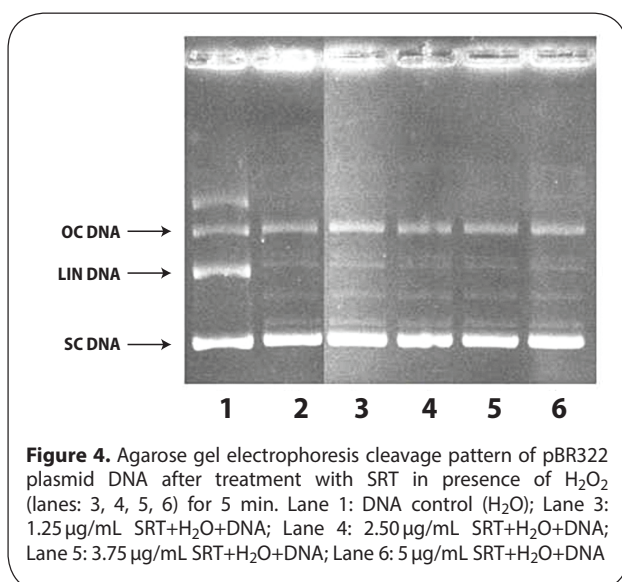 OC DNA
LIN DNA
SC DNA
1 2 3 4 5 6
Figure 4. Agarose gel electrophoresis cleavage pattern of pBR322
plasmid DNA after treatment with SRT in presence of H₂O₂
(lanes: 3, 4, 5, 6) for 5 min. Lane 1: DNA control (H₂O); Lane 3:
1.25 µg/mL SRT+H₂O+DNA; Lane 4: 2.50 µg/mL SRT+H₂O+DNA;
Lane 5: 3.75 µg/mL SRT+H₂O+DNA; Lane 6: 5 µg/mL SRT+H₂O+DNA